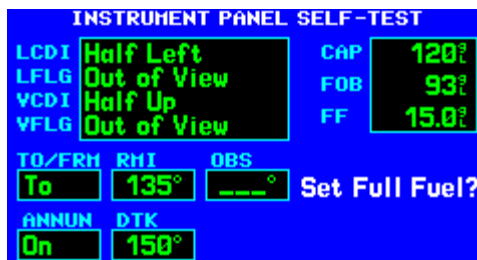 INSTRUMENT PANEL SELF-TEST
LCDI Half Left
LFLG Out of View
VCDI Half Up
VFLG Out of View
CAP 120 g/L
FOB 93 g/L
FF 15.0 g/L
TO/FRM RMI OBS
To 135° ___° Set Full Fuel?
ANNUN DTK
On 150°